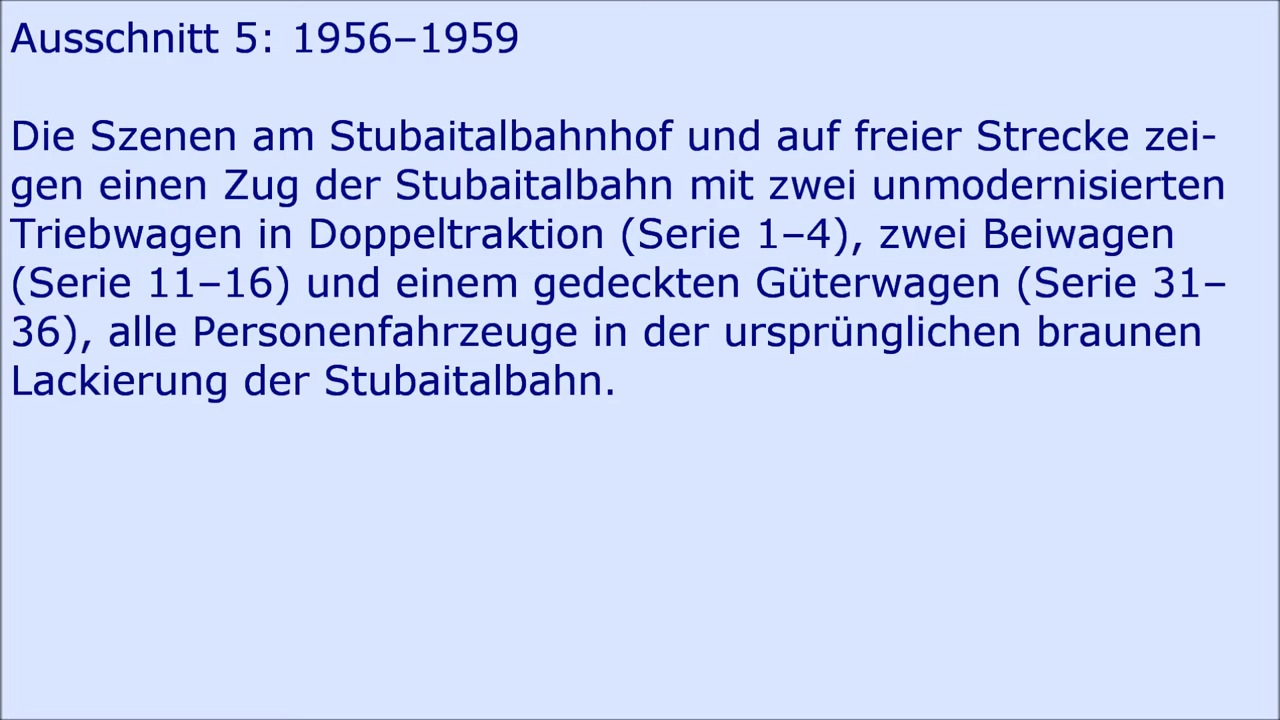 Ausschnitt 5: 1956–1959
Die Szenen am Stubaitalbahnhof und auf freier Strecke zei-
gen einen Zug der Stubaitalbahn mit zwei unmodernisierten
Triebwagen in Doppeltraktion (Serie 1–4), zwei Beiwagen
(Serie 11–16) und einem gedeckten Güterwagen (Serie 31–
36), alle Personenfahrzeuge in der ursprünglichen braunen
Lackierung der Stubaitalbahn.